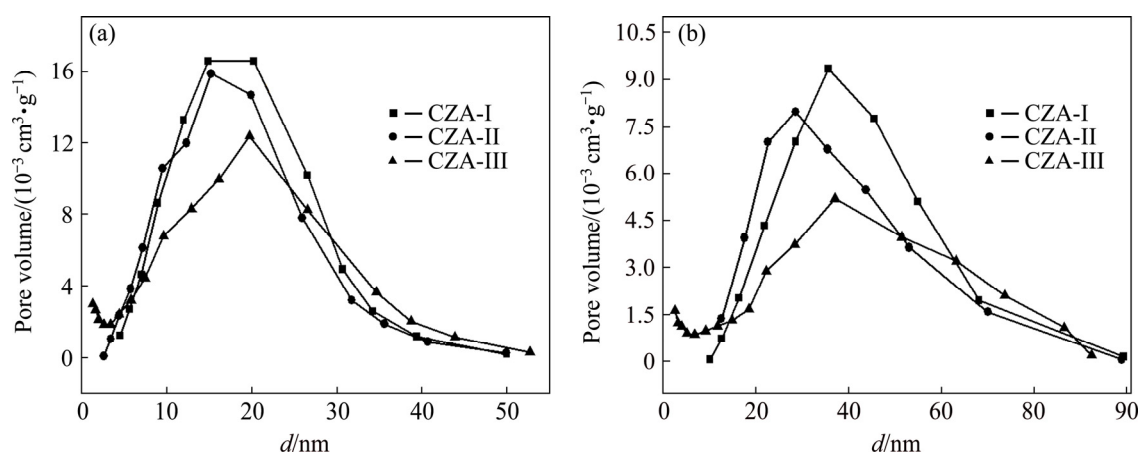 (a)
16
12
8
4
0
Pore volume/(10⁻³ cm³•g⁻¹)
CZA-I
CZA-II
CZA-III
0
10
20
30
40
50
d/nm
(b)
10.5
9.0
7.5
6.0
4.5
3.0
1.5
0
Pore volume/(10⁻³ cm³•g⁻¹)
CZA-I
CZA-II
CZA-III
0
20
40
60
80
90
d/nm